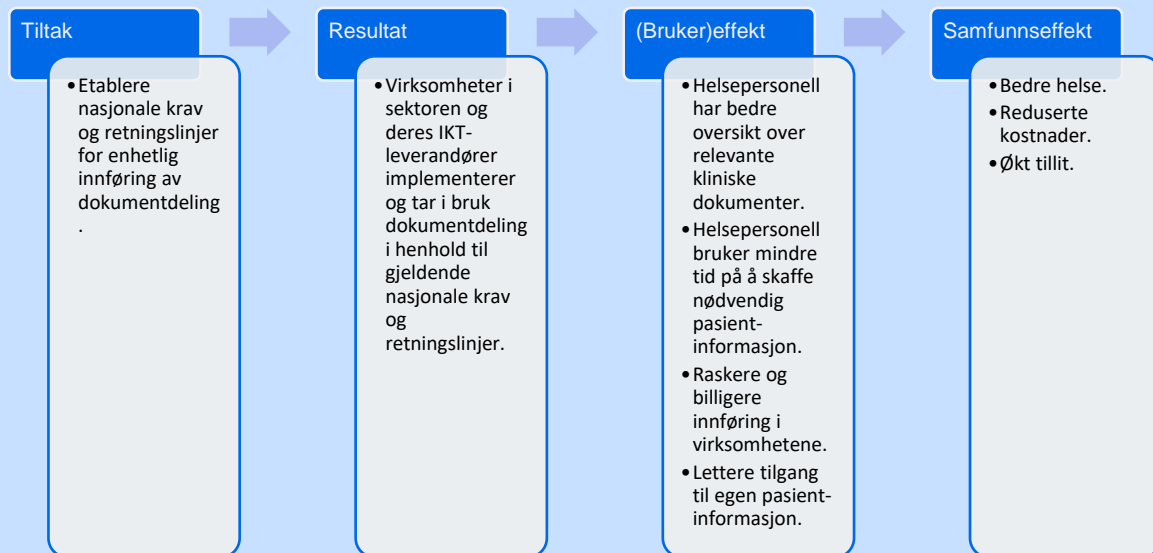 Tiltak
•Etablere
nasjonale krav
og retningslinjer
for enhetlig
innføring av
dokumentdeling
.
Resultat
•Virksomheter i
sektoren og
deres IKT-
leverandører
implementerer
og tar i bruk
dokumentdeling
i henhold til
gjeldende
nasjonale krav
og
retningslinjer.
(Bruker)effekt
•Helsepersonell
har bedre
oversikt over
relevante
kliniske
dokumenter.
•Helsepersonell
bruker mindre
tid på å skaffe
nødvendig
pasient-
informasjon.
•Raskere og
billigere
innføring i
virksomhetene.
•Lettere tilgang
til egen pasient-
informasjon.
Samfunnseffekt
•Bedre helse.
•Reduserte
kostnader.
•Økt tillit.